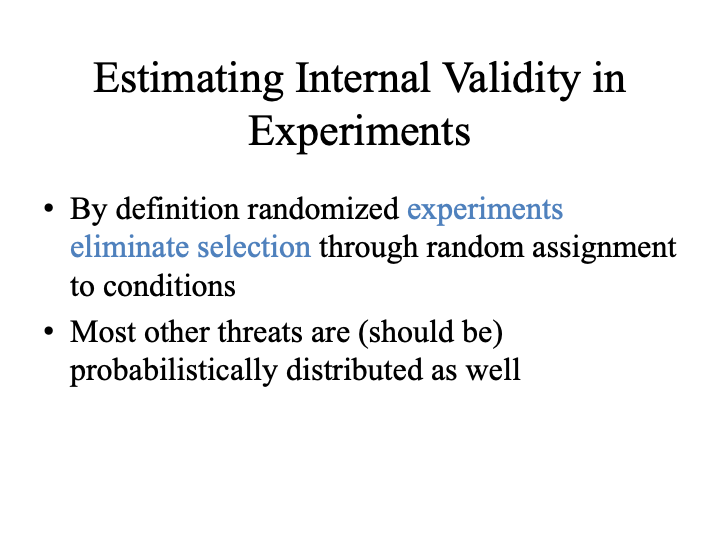 Estimating Internal Validity in
Experiments
• By definition randomized experiments
eliminate selection through random assignment
to conditions
• Most other threats are (should be)
probabilistically distributed as well